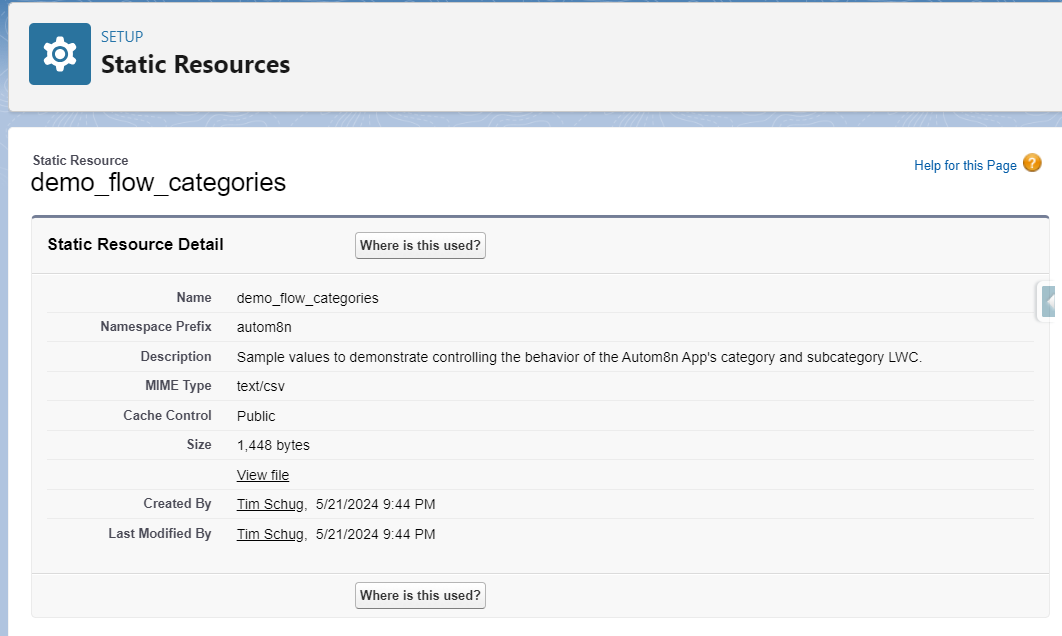 SETUP
Static Resources
Static Resource
demo_flow_categories
Help for this Page ?
Static Resource Detail
Where is this used?
Name demo_flow_categories
Namespace Prefix autom8n
Description Sample values to demonstrate controlling the behavior of the Autom8n App's category and subcategory LWC.
MIME Type text/csv
Cache Control Public
Size 1,448 bytes
View file
Created By Tim Schug, 5/21/2024 9:44 PM
Last Modified By Tim Schug, 5/21/2024 9:44 PM
Where is this used?